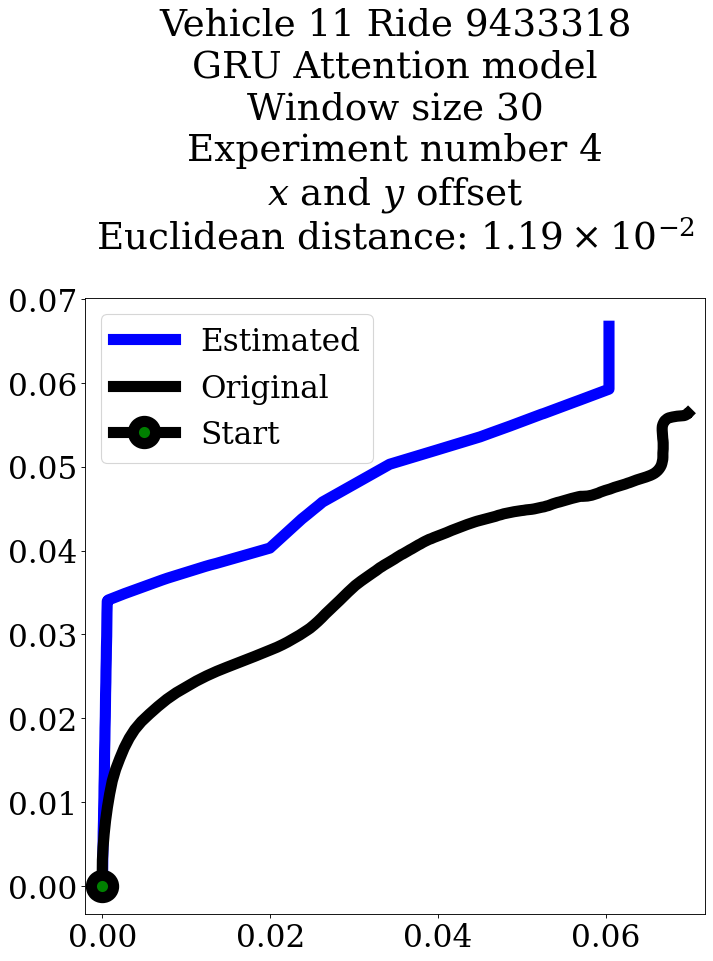 Vehicle 11 Ride 9433318
GRU Attention model
Window size 30
Experiment number 4
x and y offset
Euclidean distance: 1.19 × 10⁻²
0.07
0.06
0.05
0.04
0.03
0.02
0.01
0.00
Estimated
Original
Start
0.00 0.02 0.04 0.06